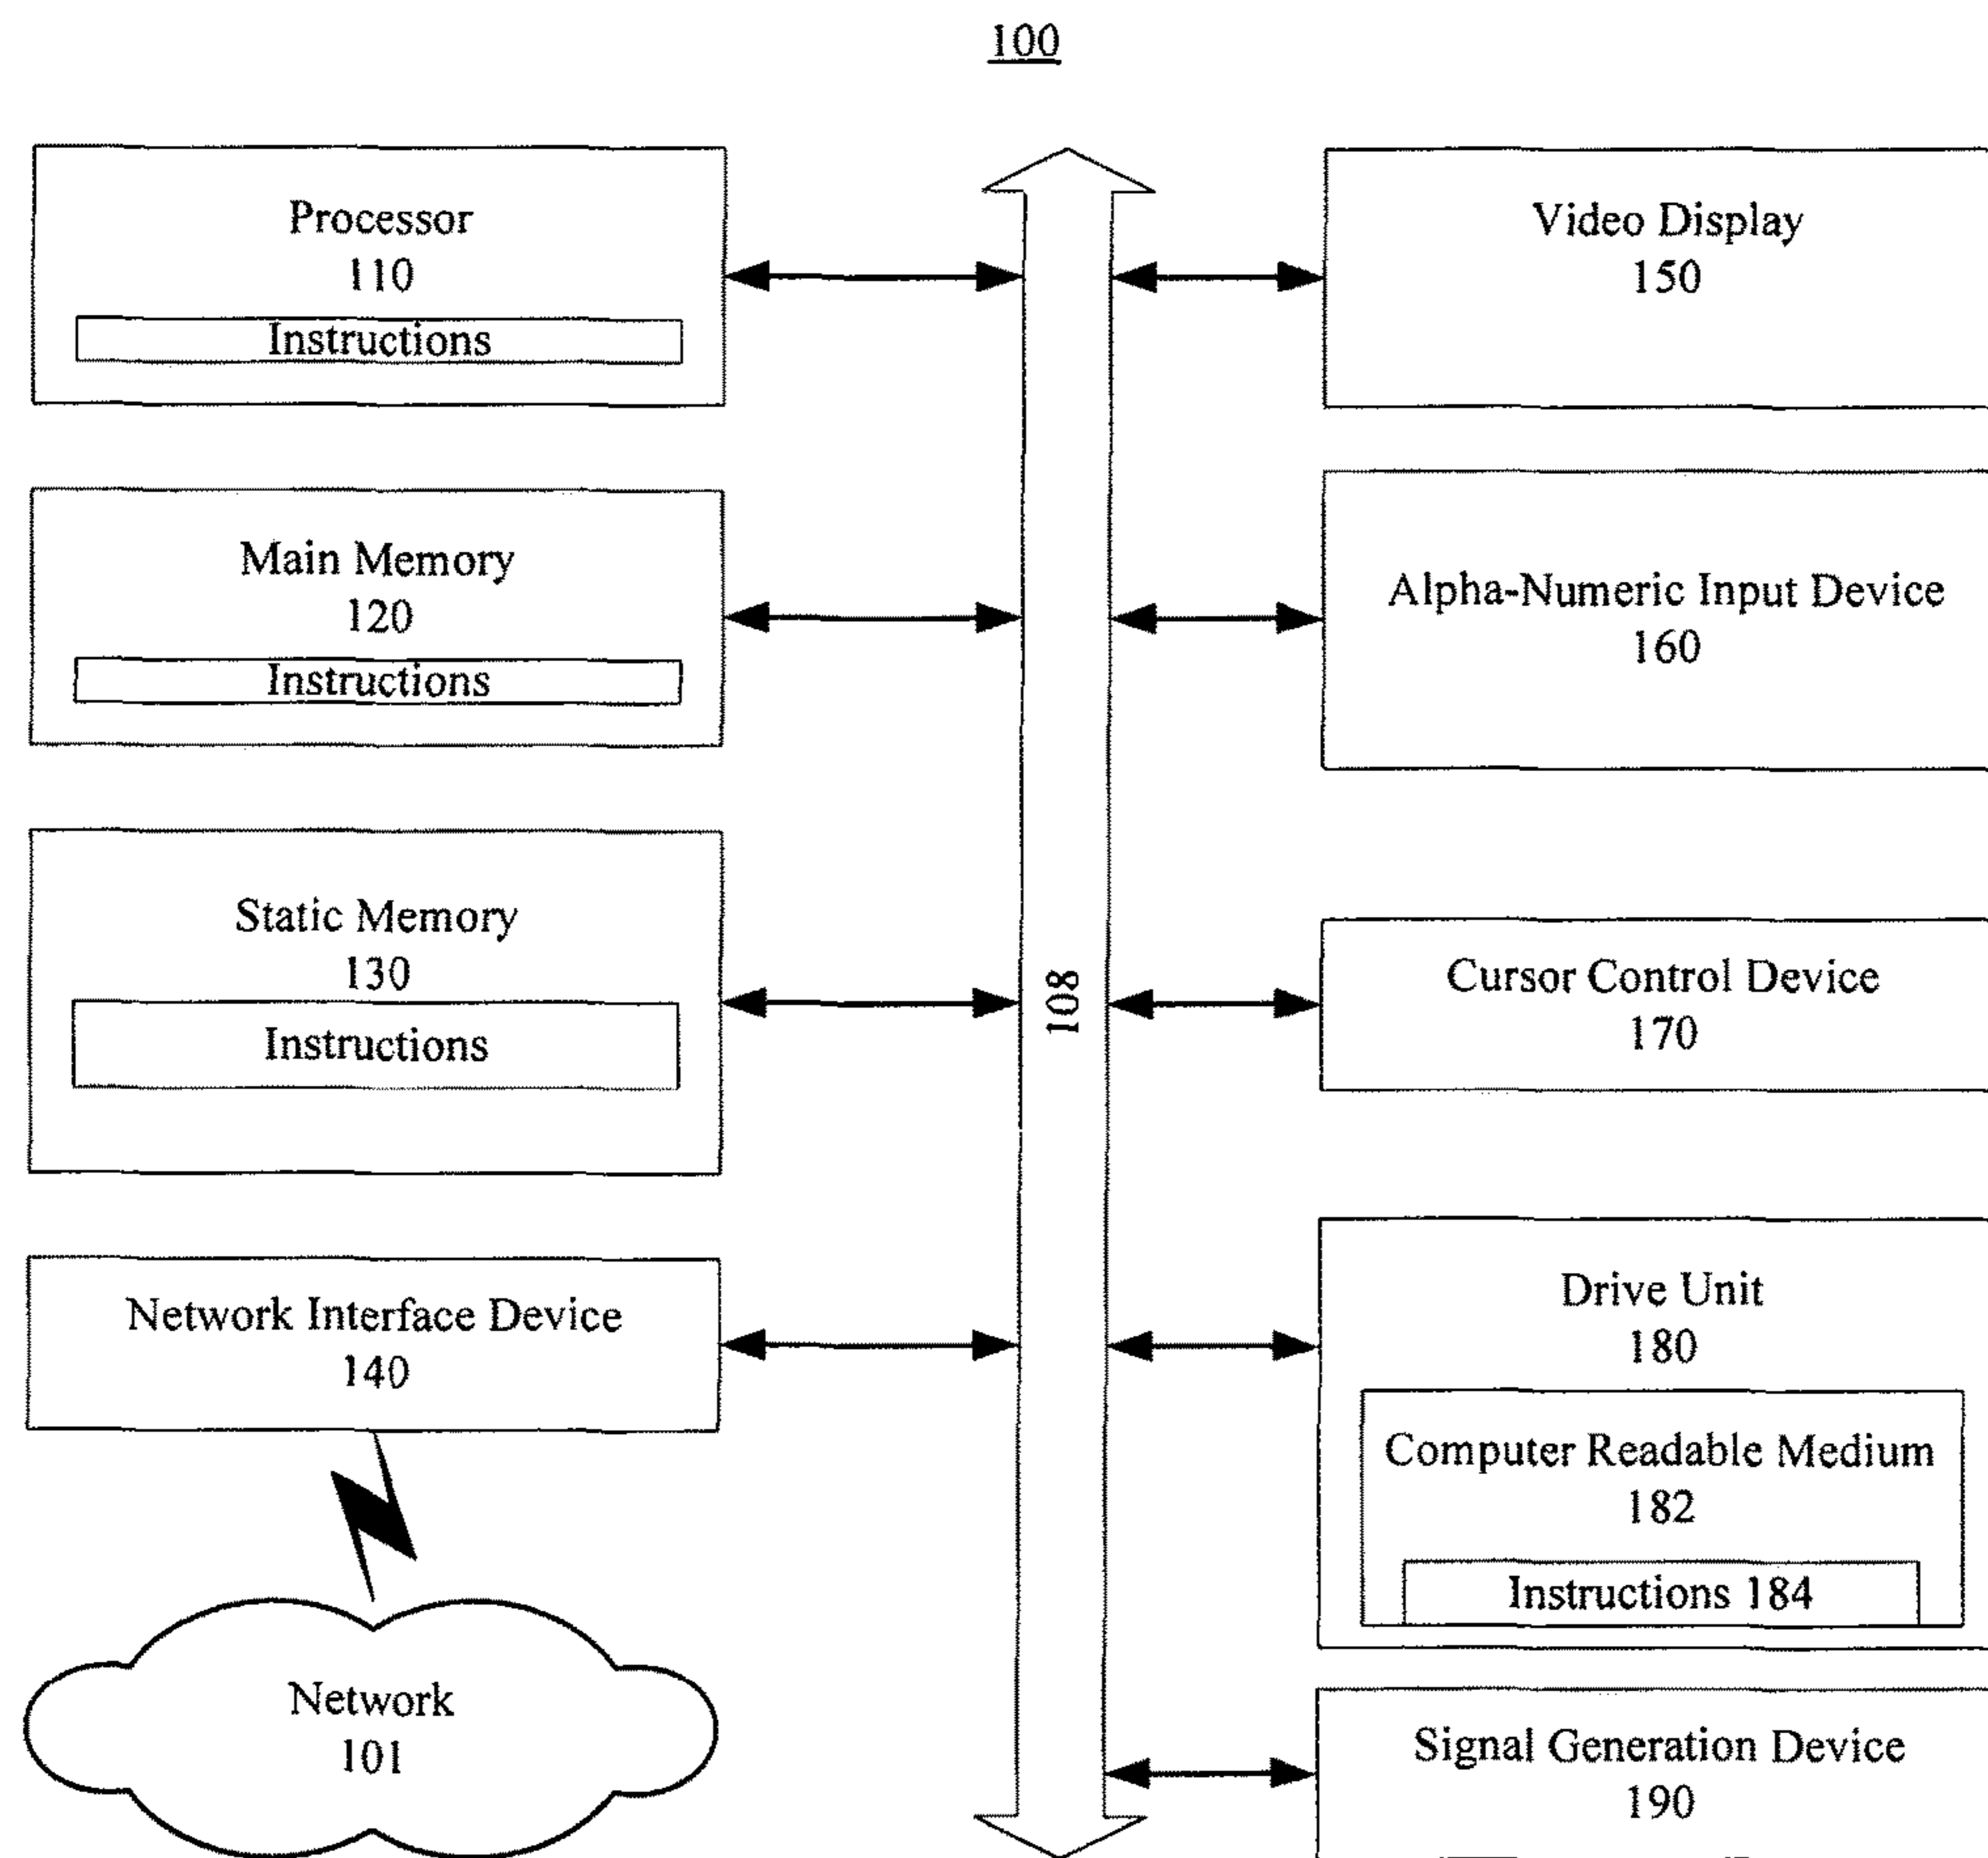 100
Processor
110
Instructions
Main Memory
120
Instructions
Static Memory
130
Instructions
Network Interface Device
140
Network
101
108
Video Display
150
Alpha-Numeric Input Device
160
Cursor Control Device
170
Drive Unit
180
Computer Readable Medium
182
Instructions 184
Signal Generation Device
190